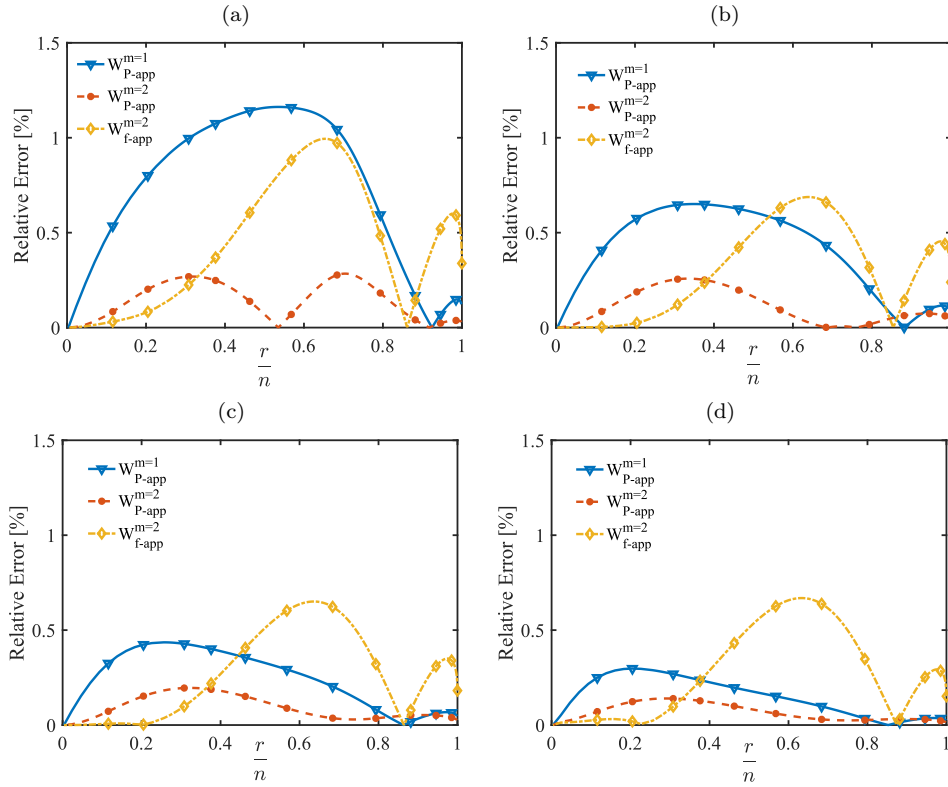 (a)
1.5
1
0.5
0
Relative Error [%]
W^{m=1}_{P-app}
W^{m=2}_{P-app}
W^{m=2}_{f-app}
0 0.2 0.4 0.6 0.8 1
r
n
(b)
1.5
1
0.5
0
Relative Error [%]
W^{m=1}_{P-app}
W^{m=2}_{P-app}
W^{m=2}_{f-app}
0 0.2 0.4 0.6 0.8
r
n
(c)
1.5
1
0.5
0
Relative Error [%]
W^{m=1}_{P-app}
W^{m=2}_{P-app}
W^{m=2}_{f-app}
0 0.2 0.4 0.6 0.8 1
r
n
(d)
1.5
1
0.5
0
Relative Error [%]
W^{m=1}_{P-app}
W^{m=2}_{P-app}
W^{m=2}_{f-app}
0 0.2 0.4 0.6 0.8 1
r
n